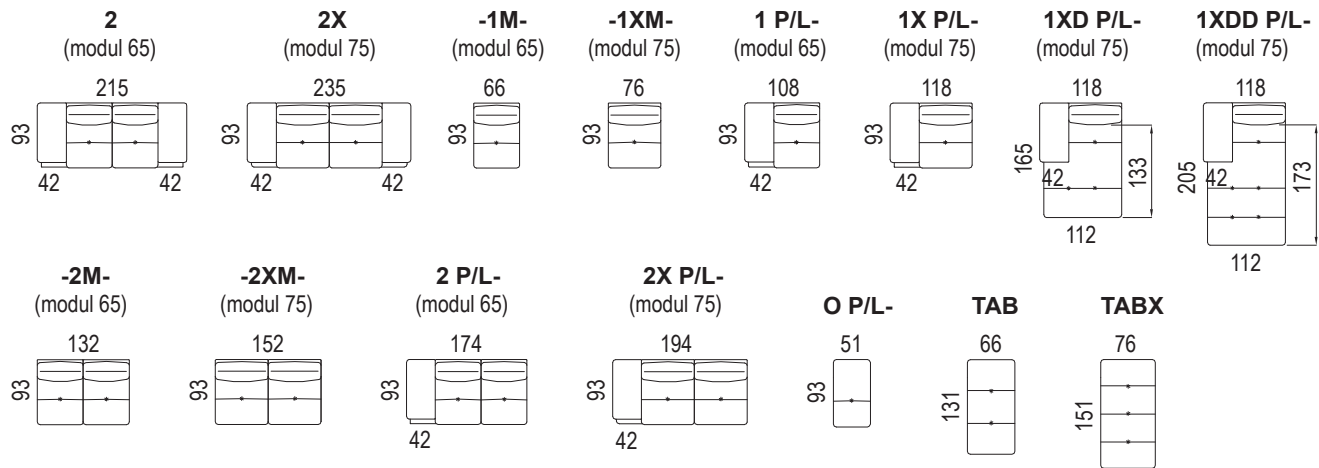 2 2X -1M- -1XM- 1 P/L- 1X P/L- 1XD P/L- 1XDD P/L-
(modul 65) (modul 75) (modul 65) (modul 75) (modul 65) (modul 75) (modul 75) (modul 75)
215 235 66 76 108 118 118 118
93 93 93 93 93 93 165 133 205 173
42 42 42 42 42 42 42 42
112 112
-2M- -2XM- 2 P/L- 2X P/L- O P/L- TAB TABX
(modul 65) (modul 75) (modul 65) (modul 75)
132 152 174 194 51 66 76
93 93 93 93 93 131 151
42 42